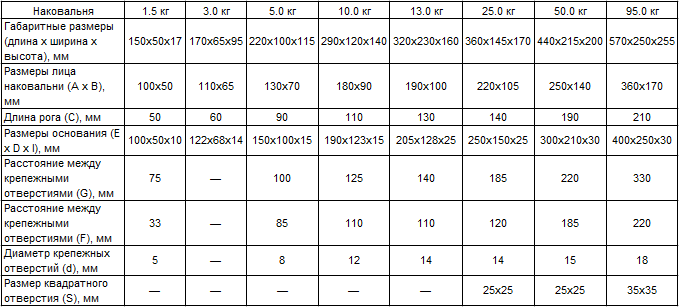 Наковальня 1.5 кг 3.0 кг 5.0 кг 10.0 кг 13.0 кг 25.0 кг 50.0 кг 95.0 кг
Габаритные размеры
(длина x ширина x
высота), мм
150x50x17 170x65x95 220x100x115 290x120x140 320x230x160 360x145x170 440x215x200 570x250x255
Размеры лица
наковальни (A x B),
мм
100x50 110x65 130x70 180x90 190x100 220x105 250x140 360x170
Длина рога (C), мм 50 60 90 110 130 140 190 210
Размеры основания (E
x D x I), мм
100x50x10 122x68x14 150x100x15 190x123x15 205x128x25 250x150x25 300x210x30 400x250x30
Расстояние между
крепежными
отверстиями (G), мм
75 — 100 125 140 185 220 330
Расстояние между
крепежными
отверстиями (F), мм
33 — 85 110 110 120 185 220
Диаметр крепежных
отверстий (d), мм
5 — 8 12 14 14 15 18
Размер квадратного
отверстия (S), мм
— — — — — 25x25 25x25 35x35